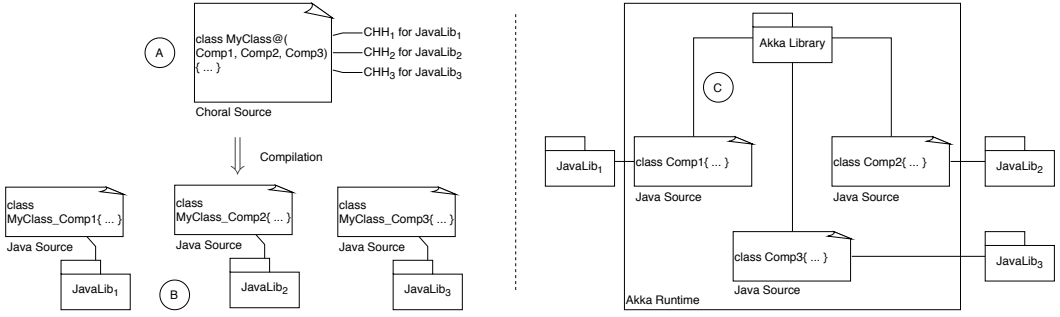 class MyClass@(
Comp1, Comp2, Comp3)
{ ... }
CHH₁ for JavaLib₁
CHH₂ for JavaLib₂
CHH₃ for JavaLib₃
A
Choral Source
Compilation
class
MyClass_Comp1{ ... }
Java Source
JavaLib₁
class
MyClass_Comp2{ ... }
Java Source
JavaLib₂
class
MyClass_Comp3{ ... }
Java Source
JavaLib₃
B
Akka Library
C
JavaLib₁
class Comp1{ ... }
Java Source
class Comp2{ ... }
Java Source
JavaLib₂
class Comp3{ ... }
Java Source
JavaLib₃
Akka Runtime